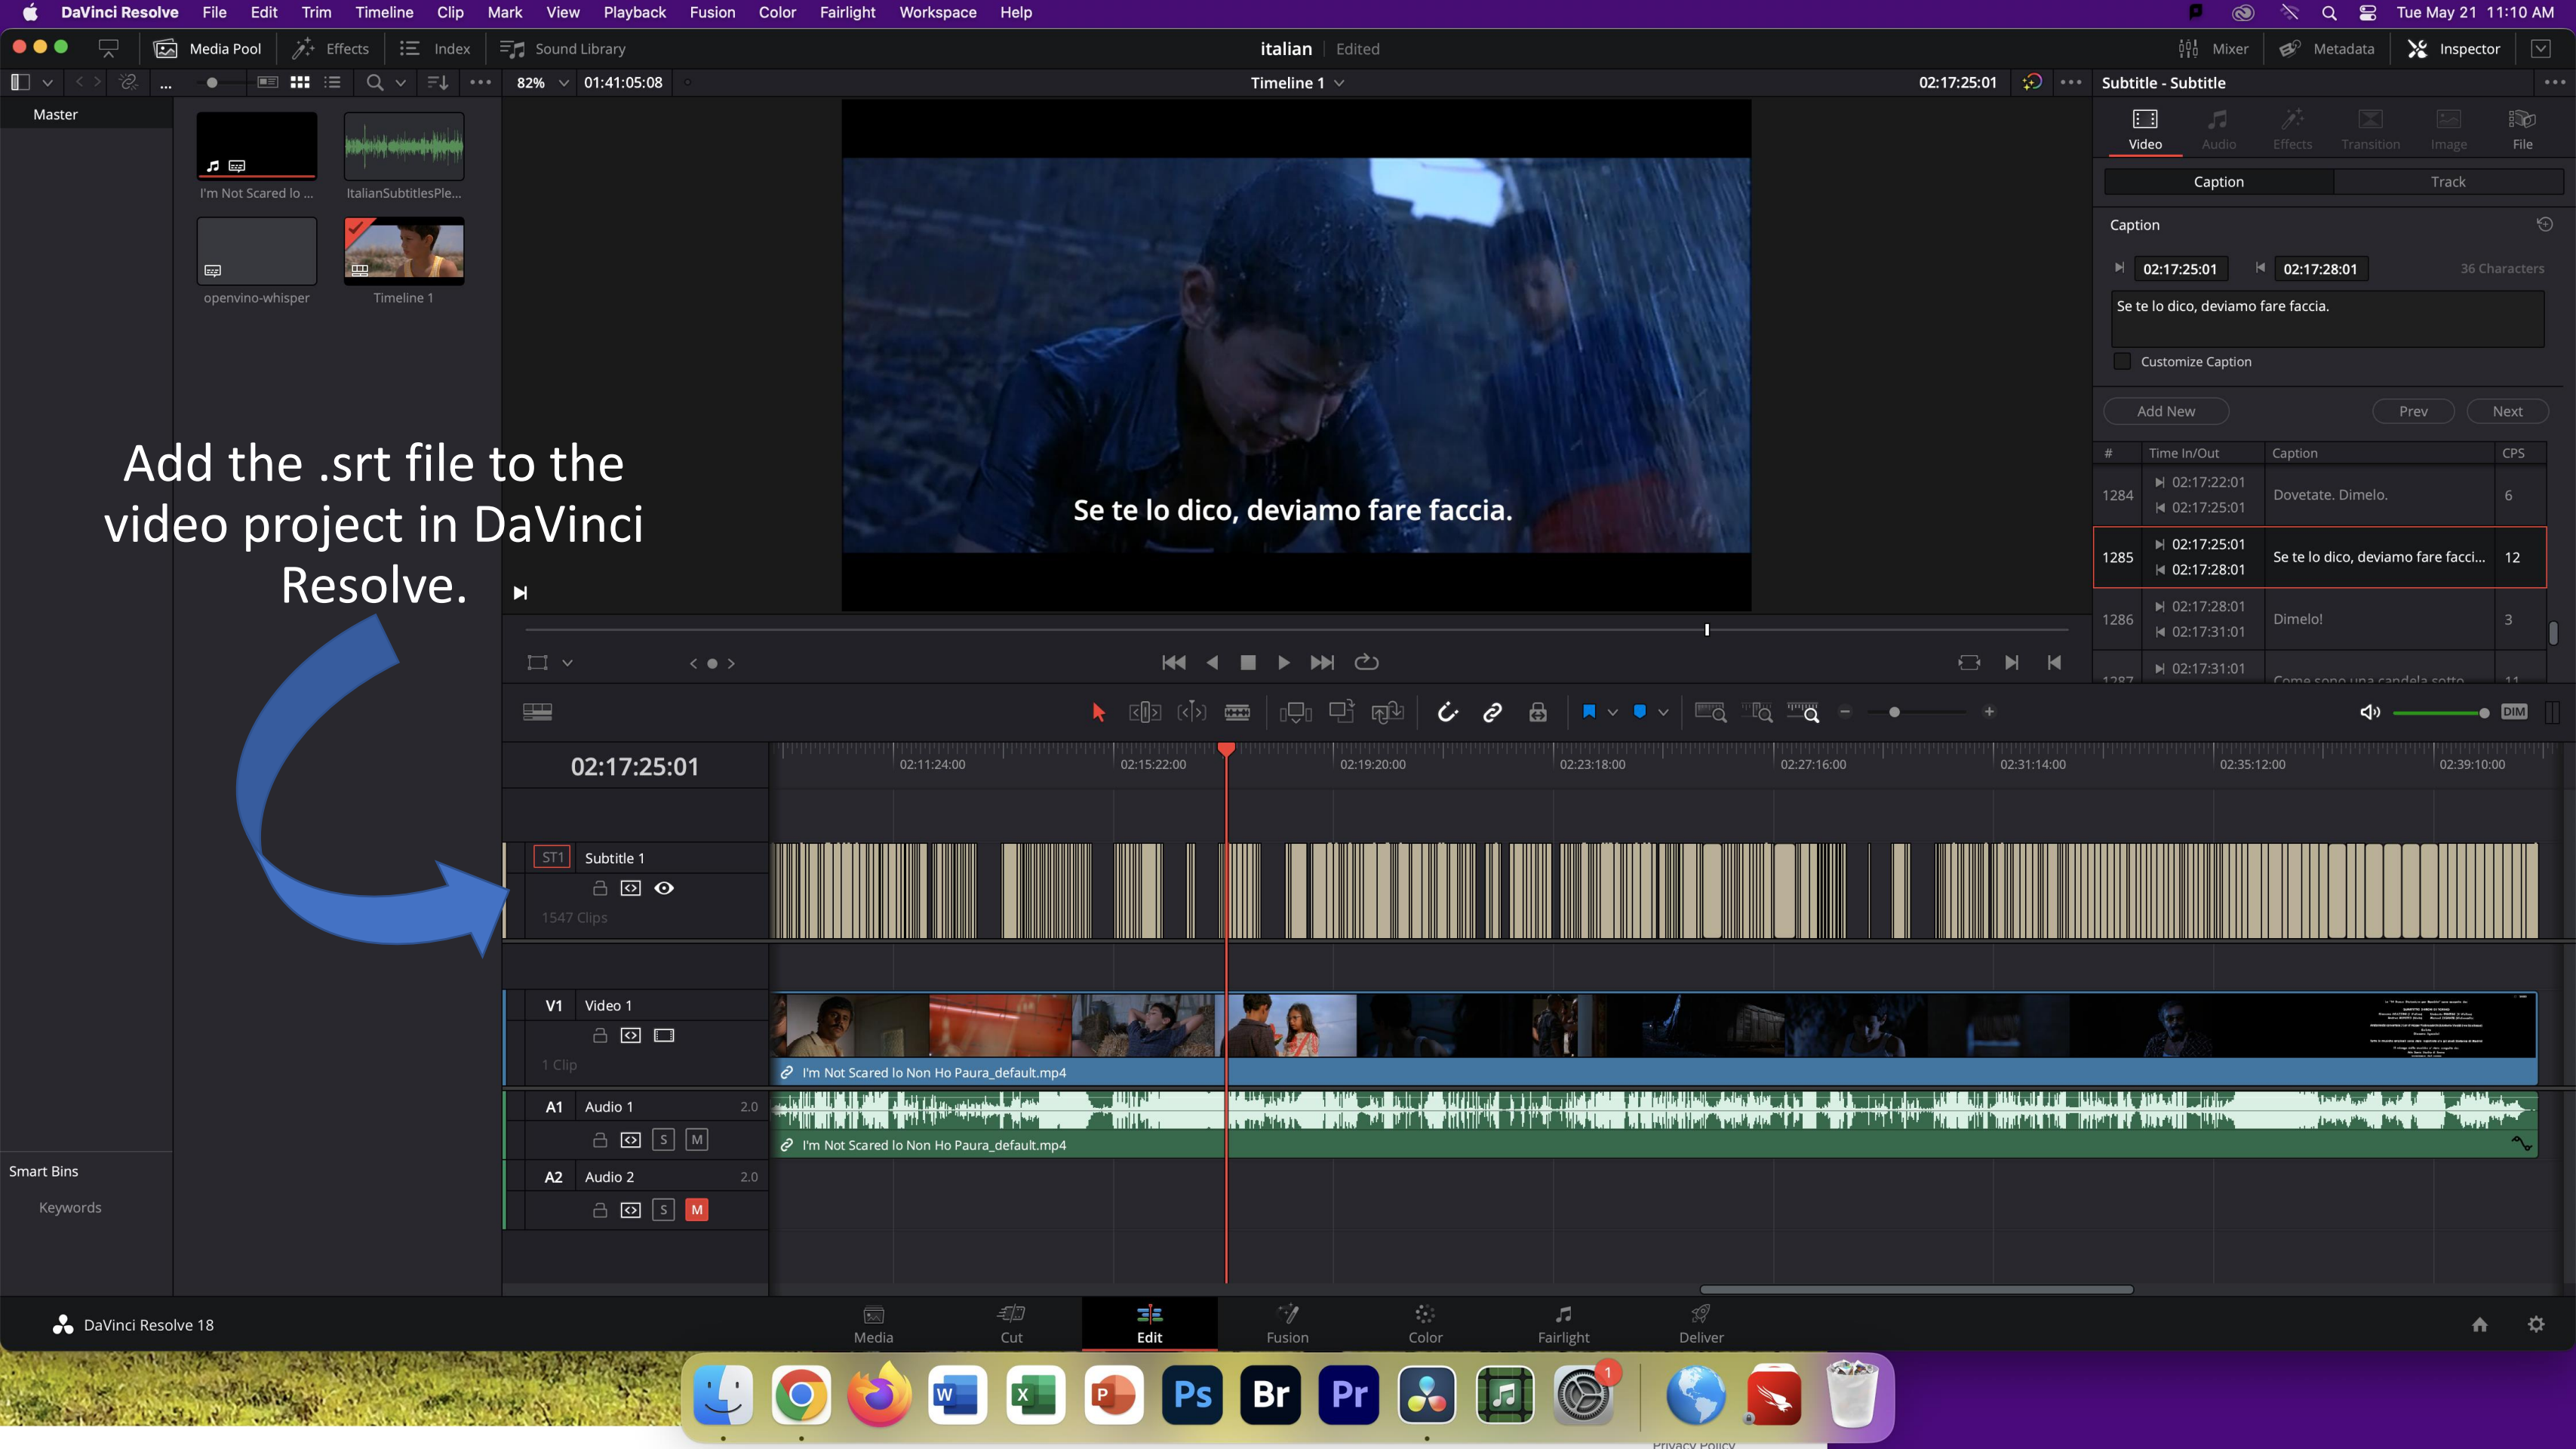 DaVinci Resolve File Edit Trim Timeline Clip Mark View Playback Fusion Color Fairlight Workspace Help
Tue May 21 11:10 AM
Media Pool Effects Index Sound Library
italian Edited
Mixer Metadata Inspector
... 82% 01:41:05:08
Timeline 1
02:17:25:01
Subtitle - Subtitle
Master
I'm Not Scared Io ...
ItalianSubtitlesPle...
openvino-whisper
Timeline 1
Add the .srt file to the
video project in DaVinci
Resolve.
Se te lo dico, deviamo fare faccia.
Video Audio Effects Transition Image File
Caption Track
Caption
02:17:25:01 02:17:28:01 36 Characters
Se te lo dico, deviamo fare faccia.
Customize Caption
Add New Prev Next
# Time In/Out Caption CPS
1284 02:17:22:01 Dovetate. Dimelo. 6
02:17:25:01
1285 02:17:25:01 Se te lo dico, deviamo fare facci... 12
02:17:28:01
1286 02:17:28:01 Dimelo! 3
02:17:31:01
1287 02:17:31:01 Come sono una candela sotto 11
DIM
02:17:25:01
02:11:24:00 02:15:22:00 02:19:20:00 02:23:18:00 02:27:16:00 02:31:14:00 02:35:12:00 02:39:10:00
ST1 Subtitle 1
1547 Clips
V1 Video 1
1 Clip
I'm Not Scared Io Non Ho Paura_default.mp4
A1 Audio 1 2.0
S M
I'm Not Scared Io Non Ho Paura_default.mp4
A2 Audio 2 2.0
S M
Smart Bins
Keywords
DaVinci Resolve 18
Media Cut Edit Fusion Color Fairlight Deliver
W X P Ps Br Pr 1
Privacy Policy